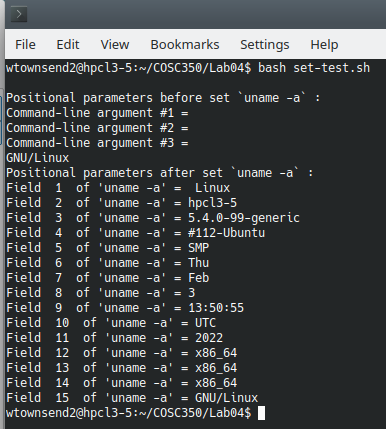 File Edit View Bookmarks Settings Help
wtownsend2@hpcl3-5:~/COSC350/Lab04$ bash set-test.sh
Positional parameters before set `uname -a` :
Command-line argument #1 =
Command-line argument #2 =
Command-line argument #3 =
GNU/Linux
Positional parameters after set `uname -a` :
Field  1  of 'uname -a' =  Linux
Field  2  of 'uname -a' = hpcl3-5
Field  3  of 'uname -a' = 5.4.0-99-generic
Field  4  of 'uname -a' = #112-Ubuntu
Field  5  of 'uname -a' = SMP
Field  6  of 'uname -a' = Thu
Field  7  of 'uname -a' = Feb
Field  8  of 'uname -a' = 3
Field  9  of 'uname -a' = 13:50:55
Field  10  of 'uname -a' = UTC
Field  11  of 'uname -a' = 2022
Field  12  of 'uname -a' = x86_64
Field  13  of 'uname -a' = x86_64
Field  14  of 'uname -a' = x86_64
Field  15  of 'uname -a' = GNU/Linux
wtownsend2@hpcl3-5:~/COSC350/Lab04$